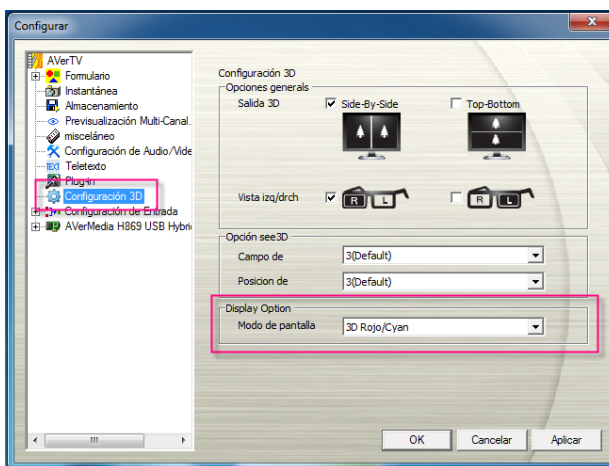 Configurar
AVerTV
Formulario
Instantánea
Almacenamiento
Previsualización Multi-Canal.
misceláneo
Configuración de Audio/Vide
TEXT Teletexto
Plug-in
Configuración 3D
Configuración de Entrada
AVerMedia H869 USB Hybri
Configuración 3D
Opciones generals
Salida 3D Side-By-Side Top-Bottom
Vista izq/drch R L R L
Opción see3D
Campo de 3(Default)
Posicion de 3(Default)
Display Option
Modo de pantalla 3D Rojo/Cyan
OK Cancelar Aplicar